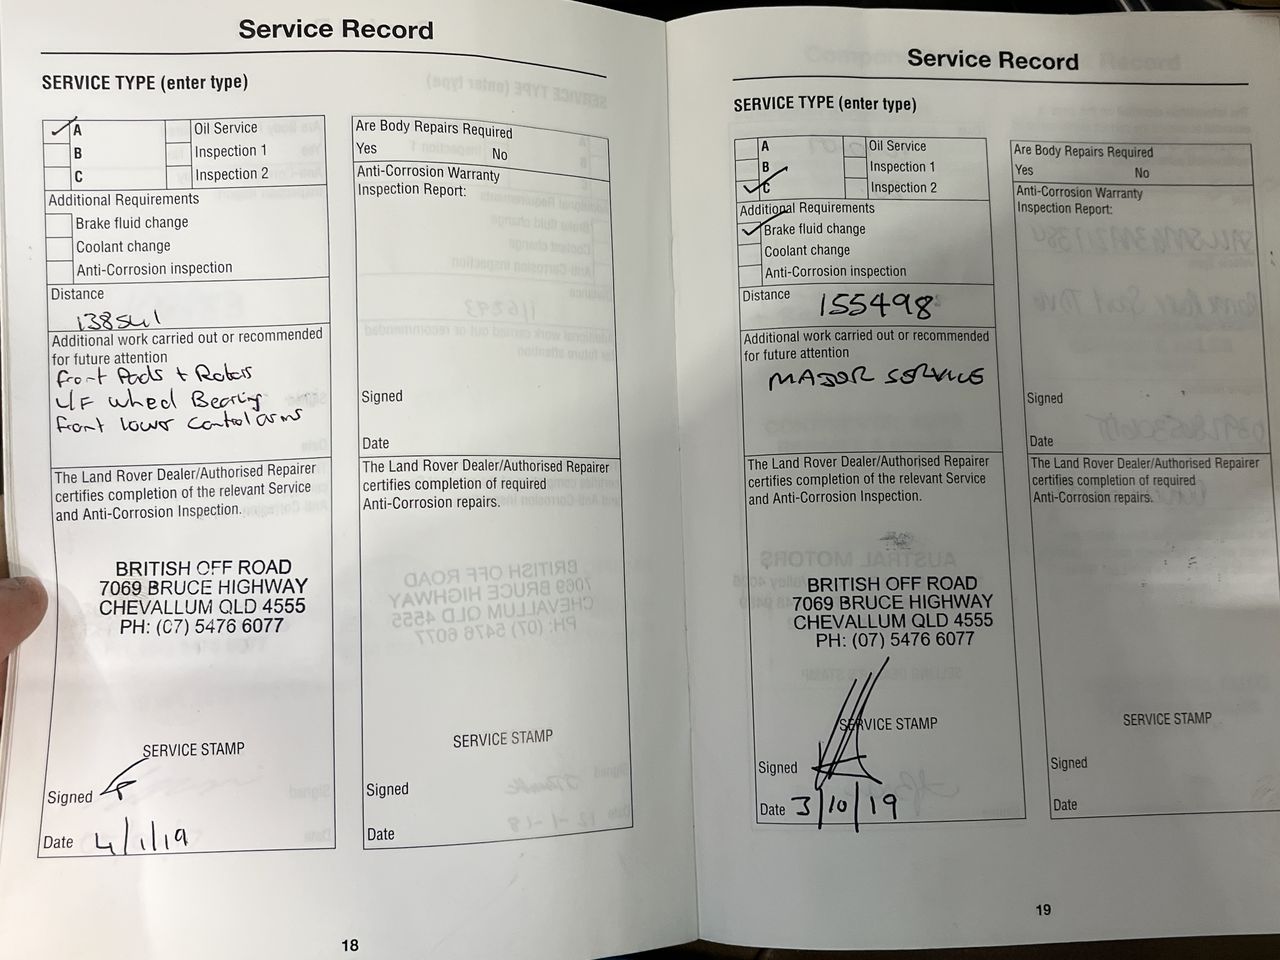 Service Record
SERVICE TYPE (enter type)
✓ A Oil Service
B Inspection 1
C Inspection 2
Additional Requirements
Brake fluid change
Coolant change
Anti-Corrosion inspection
Distance
138541
Additional work carried out or recommended
for future attention
front Pads + Rotors
L/F wheel Bearing
front lower control arms
The Land Rover Dealer/Authorised Repairer
certifies completion of the relevant Service
and Anti-Corrosion Inspection.
BRITISH OFF ROAD
7069 BRUCE HIGHWAY
CHEVALLUM QLD 4555
PH: (07) 5476 6077
SERVICE STAMP
Signed
Date 4/1/19
Are Body Repairs Required
Yes No
Anti-Corrosion Warranty
Inspection Report:
Signed
Date
The Land Rover Dealer/Authorised Repairer
certifies completion of required
Anti-Corrosion repairs.
SERVICE STAMP
Signed
Date
18
Service Record
SERVICE TYPE (enter type)
A Oil Service
B Inspection 1
✓ C Inspection 2
Additional Requirements
✓ Brake fluid change
Coolant change
Anti-Corrosion inspection
Distance 155498
Additional work carried out or recommended
for future attention
MAJOR SERVICE
The Land Rover Dealer/Authorised Repairer
certifies completion of the relevant Service
and Anti-Corrosion Inspection.
BRITISH OFF ROAD
7069 BRUCE HIGHWAY
CHEVALLUM QLD 4555
PH: (07) 5476 6077
SERVICE STAMP
Signed
Date 3/10/19
Are Body Repairs Required
Yes No
Anti-Corrosion Warranty
Inspection Report:
Signed
Date
The Land Rover Dealer/Authorised Repairer
certifies completion of required
Anti-Corrosion repairs.
SERVICE STAMP
Signed
Date
19